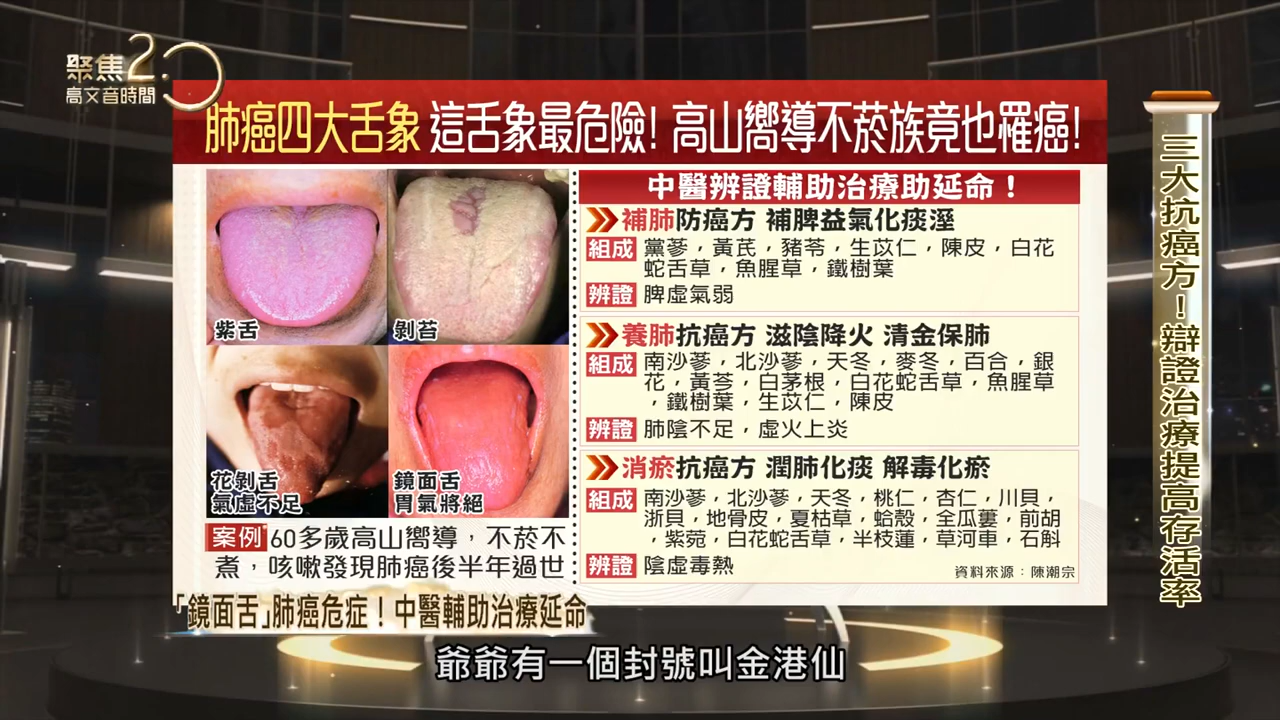 聚焦2.0
高文音時間
肺癌四大舌象 這舌象最危險! 高山嚮導不菸族竟也罹癌!
紫舌
剝苔
花剝舌
氣虛不足
鏡面舌
胃氣將絕
案例 60多歲高山嚮導，不菸不
煮，咳嗽發現肺癌後半年過世
中醫辨證輔助治療助延命！
補肺防癌方 補脾益氣化痰溼
組成 黨蔘，黃芪，豬苓，生苡仁，陳皮，白花
蛇舌草，魚腥草，鐵樹葉
辨證 脾虛氣弱
養肺抗癌方 滋陰降火 清金保肺
組成 南沙蔘，北沙蔘，天冬，麥冬，百合，銀
花，黃芩，白茅根，白花蛇舌草，魚腥草
，鐵樹葉，生苡仁，陳皮
辨證 肺陰不足，虛火上炎
消瘀抗癌方 潤肺化痰 解毒化瘀
組成 南沙蔘，北沙蔘，天冬，桃仁，杏仁，川貝，
浙貝，地骨皮，夏枯草，蛤殼，全瓜蔞，前胡
，紫菀，白花蛇舌草，半枝蓮，草河車，石斛
辨證 陰虛毒熱
資料來源：陳潮宗
三大抗癌方！辯證治療提高存活率
「鏡面舌」肺癌危症！中醫輔助治療延命
爺爺有一個封號叫金港仙